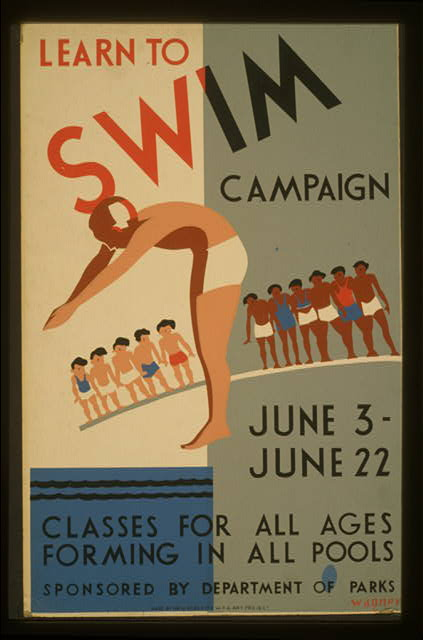 LEARN TO
SWIM
CAMPAIGN
JUNE 3 -
JUNE 22
CLASSES FOR ALL AGES
FORMING IN ALL POOLS
SPONSORED BY DEPARTMENT OF PARKS
WAGNER